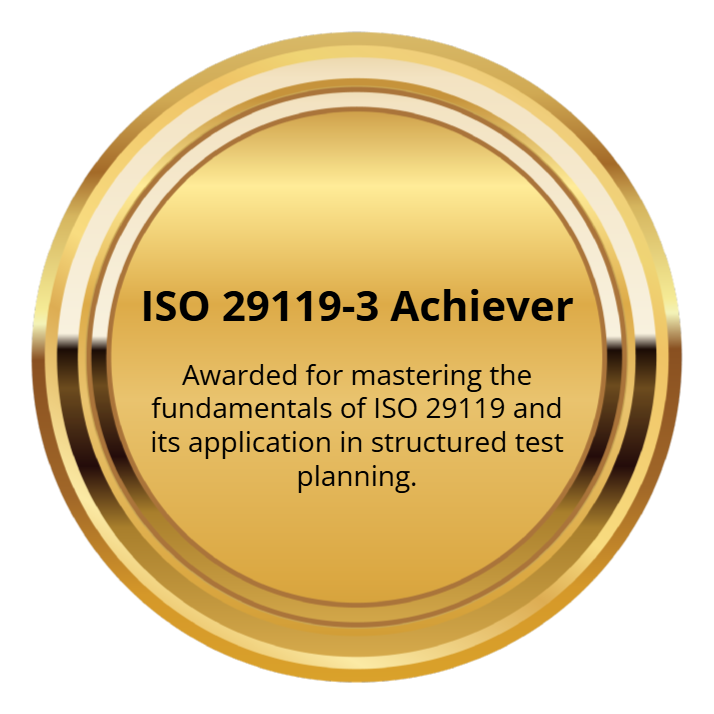 ISO 29119-3 Achiever
Awarded for mastering the
fundamentals of ISO 29119 and
its application in structured test
planning.